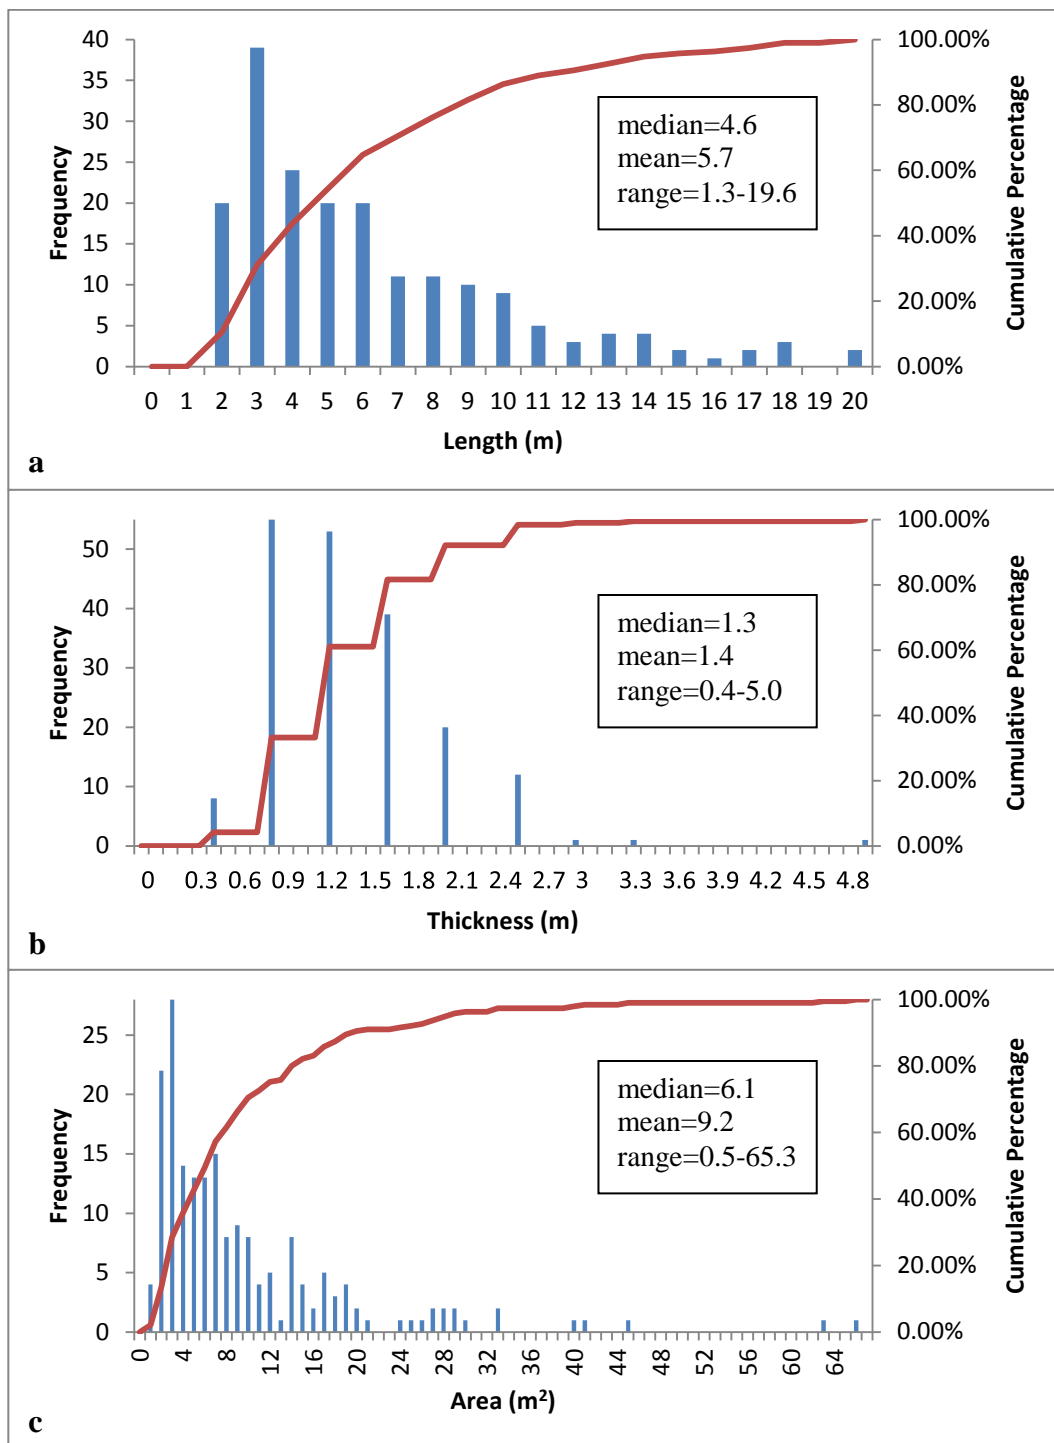 40
35
30
25
20
15
10
5
0
Frequency
100.00%
80.00%
60.00%
40.00%
20.00%
0.00%
Cumulative Percentage
median=4.6
mean=5.7
range=1.3-19.6
0 1 2 3 4 5 6 7 8 9 10 11 12 13 14 15 16 17 18 19 20
Length (m)
a
50
40
30
20
10
0
Frequency
100.00%
80.00%
60.00%
40.00%
20.00%
0.00%
Cumulative Percentage
median=1.3
mean=1.4
range=0.4-5.0
0 0.3 0.6 0.9 1.2 1.5 1.8 2.1 2.4 2.7 3 3.3 3.6 3.9 4.2 4.5 4.8
Thickness (m)
b
25
20
15
10
5
0
Frequency
100.00%
80.00%
60.00%
40.00%
20.00%
0.00%
Cumulative Percentage
median=6.1
mean=9.2
range=0.5-65.3
0 4 8 12 16 20 24 28 32 36 40 44 48 52 56 60 64
Area (m²)
c